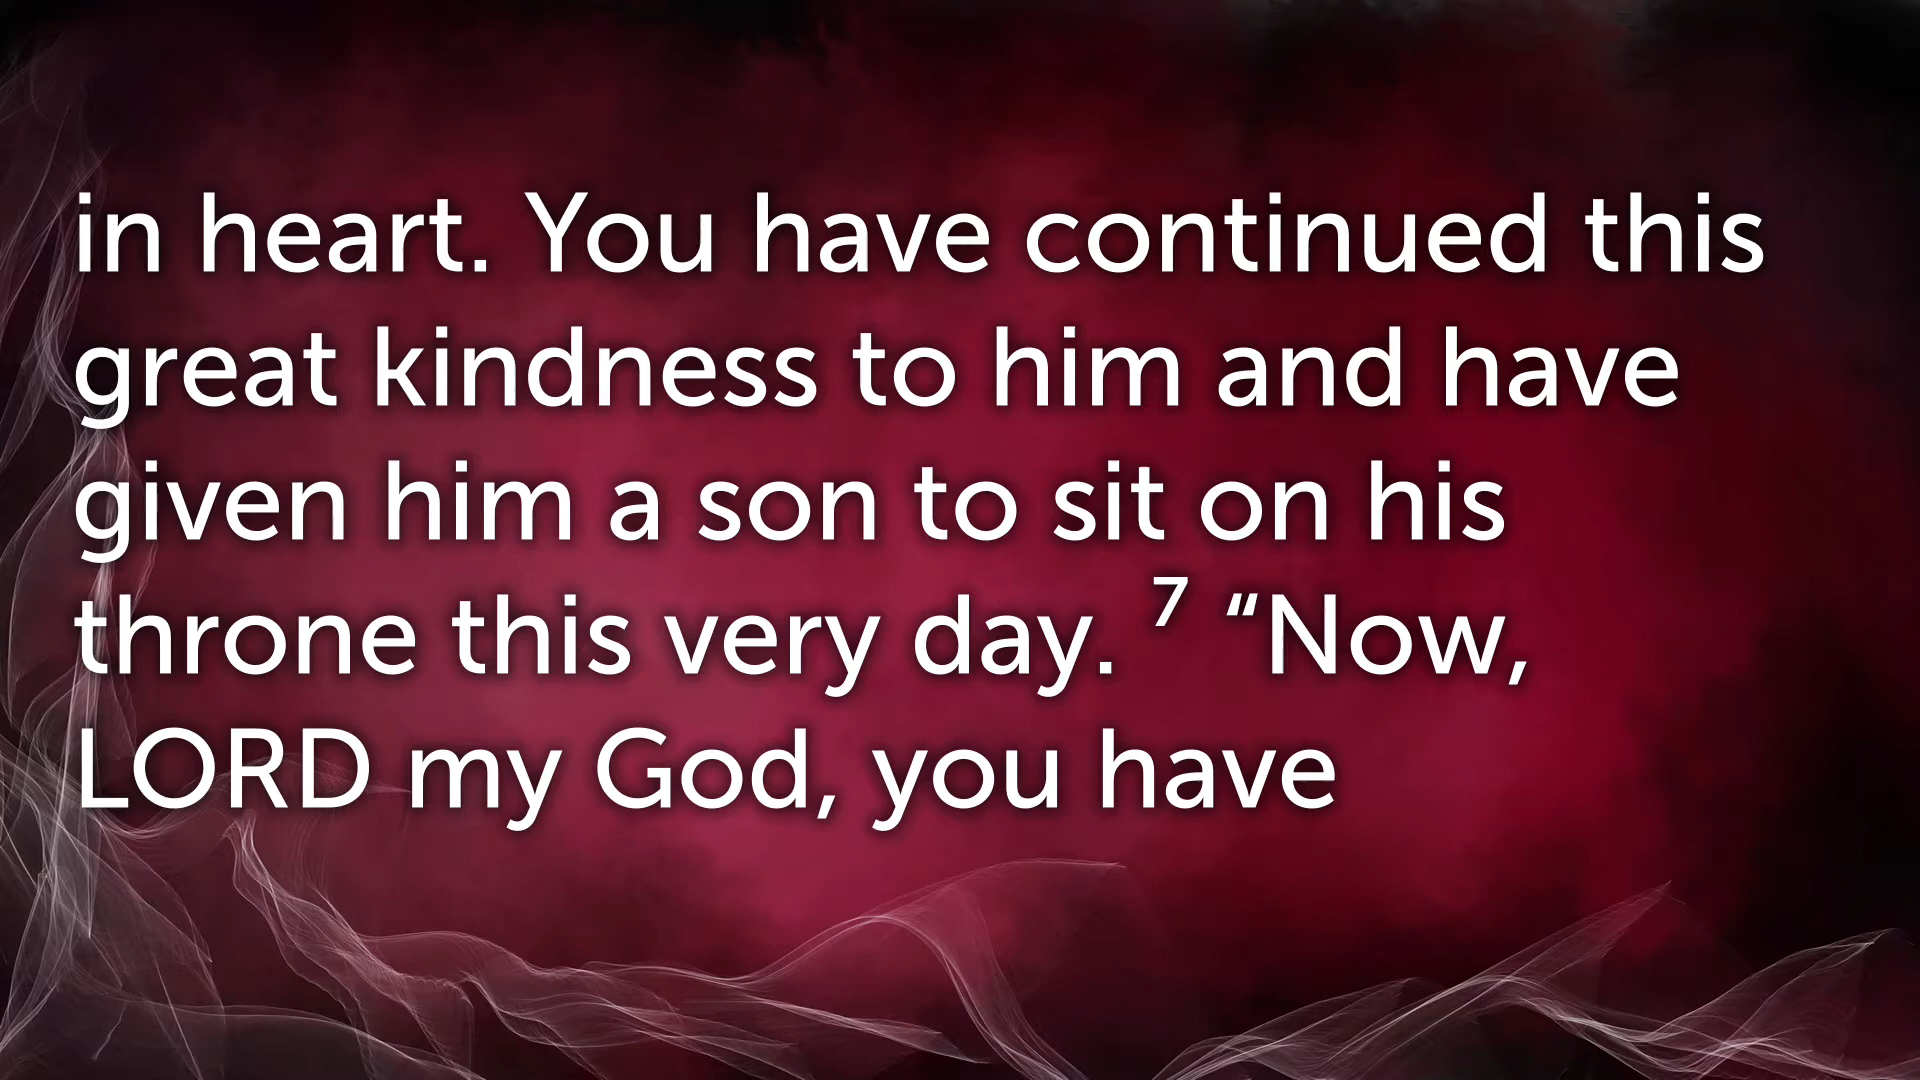 in heart. You have continued this
great kindness to him and have
given him a son to sit on his
throne this very day. ⁷ “Now,
LORD my God, you have